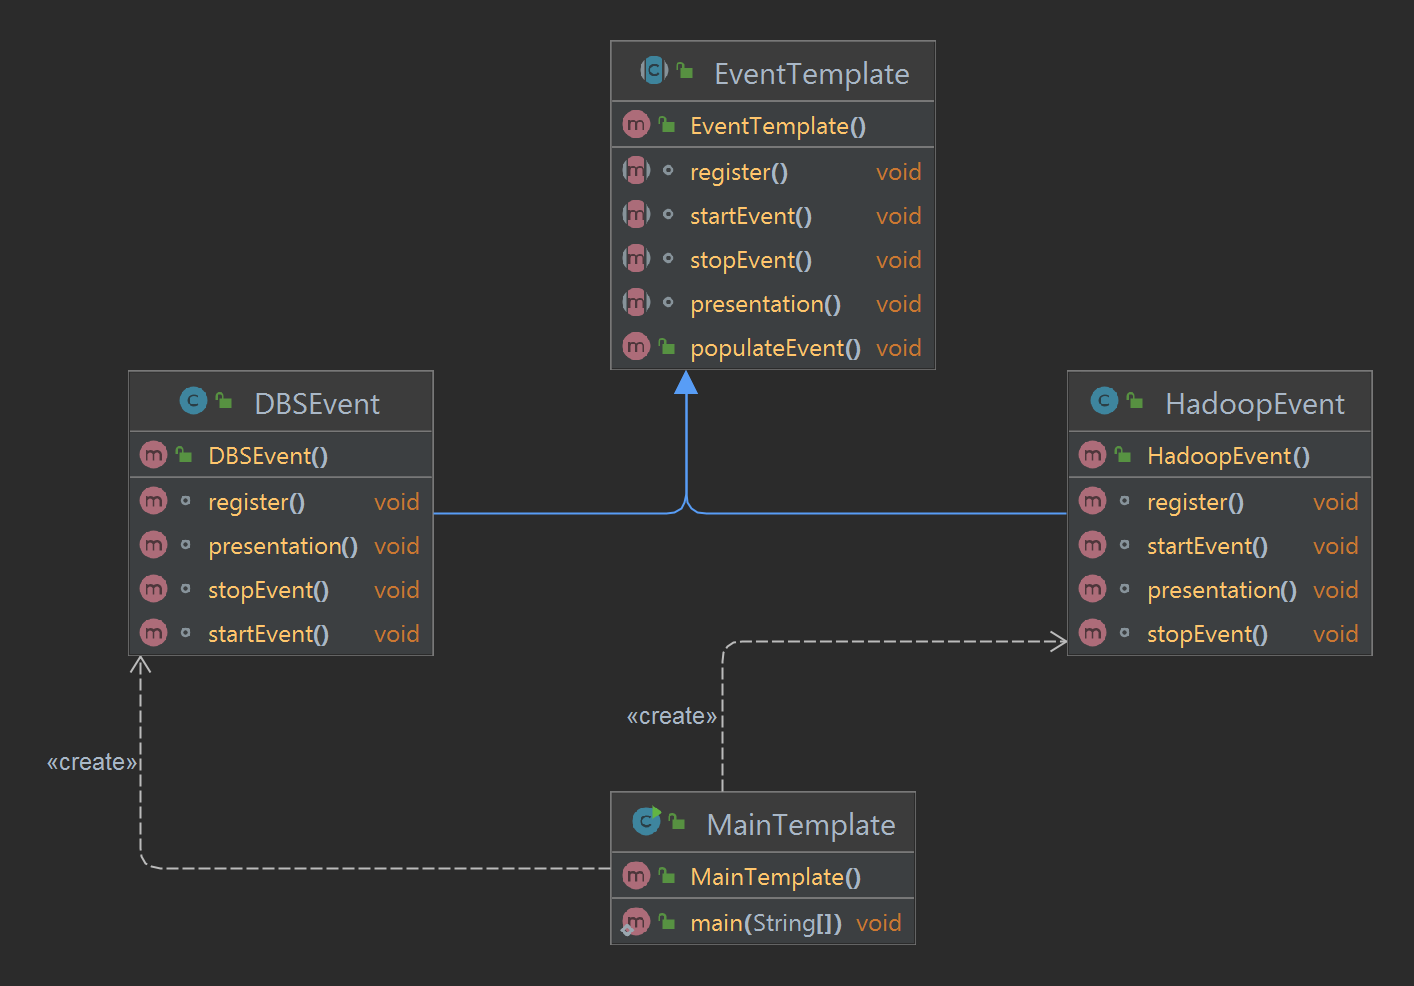 EventTemplate
EventTemplate()
register() void
startEvent() void
stopEvent() void
presentation() void
populateEvent() void
DBSEvent
DBSEvent()
register() void
presentation() void
stopEvent() void
startEvent() void
HadoopEvent
HadoopEvent()
register() void
startEvent() void
presentation() void
stopEvent() void
«create»
«create»
MainTemplate
MainTemplate()
main(String[]) void